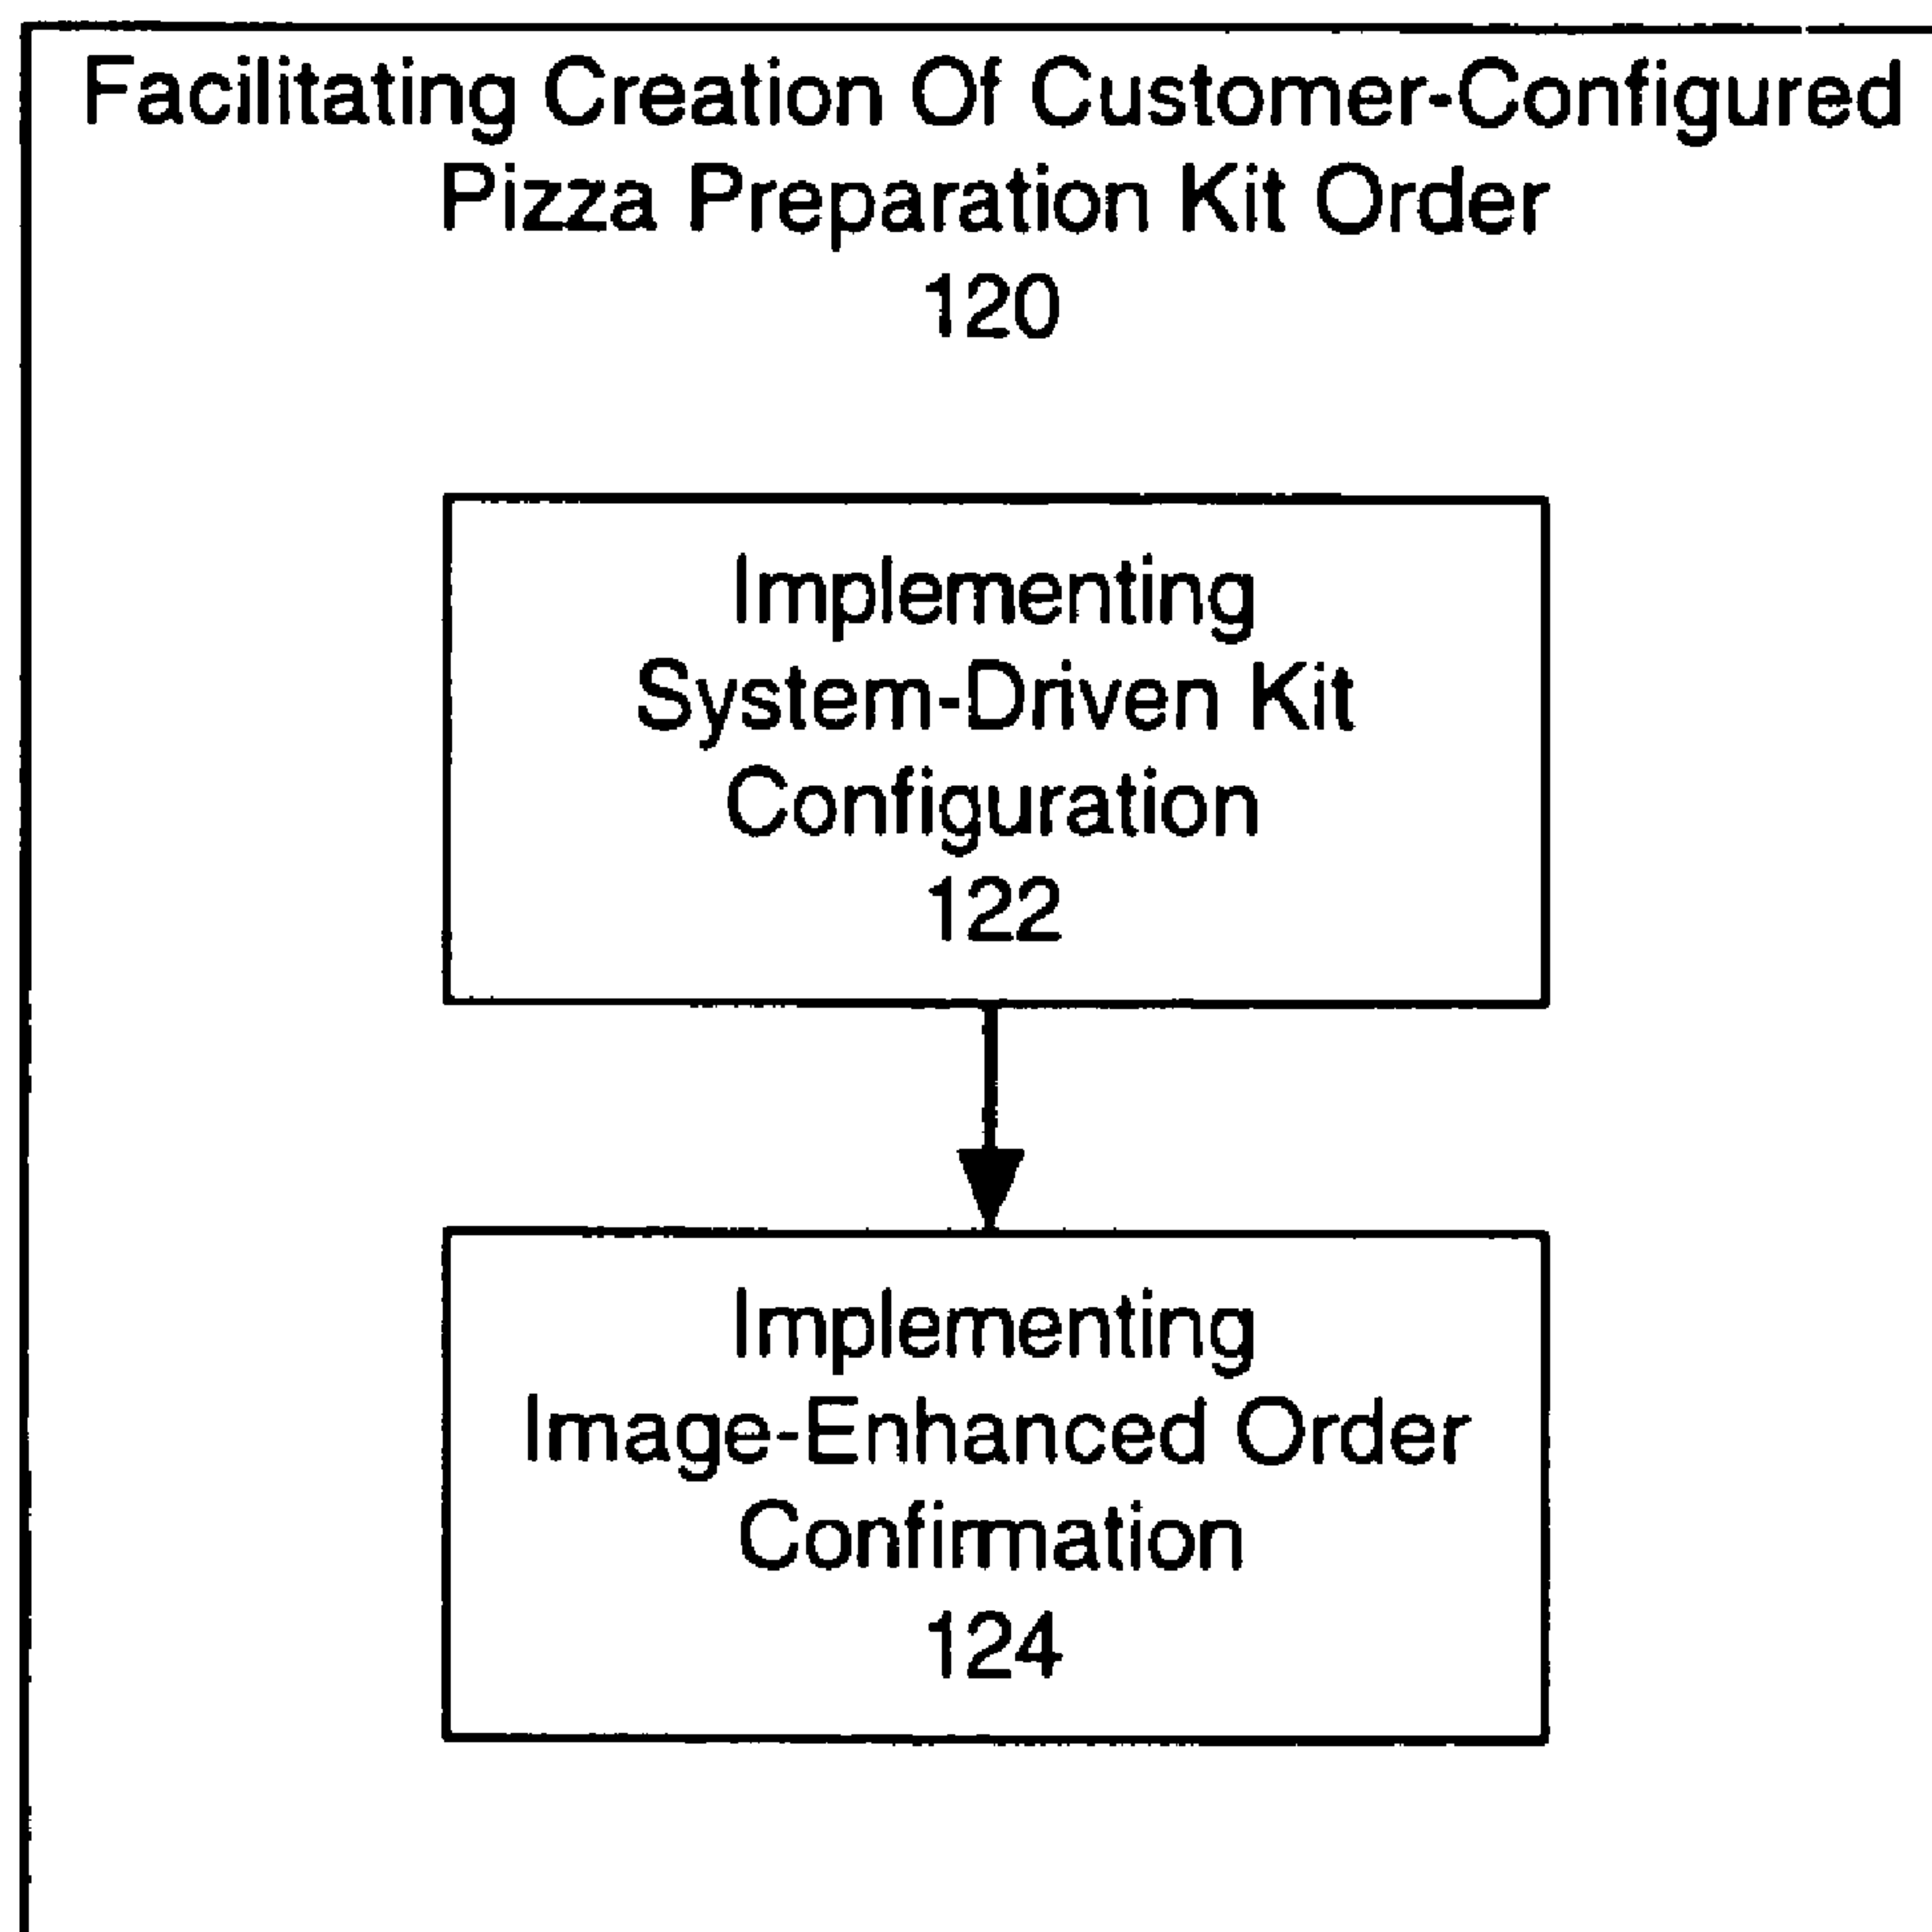 Facilitating Creation Of Customer-Configured
Pizza Preparation Kit Order
120
Implementing
System-Driven Kit
Configuration
122
Implementing
Image-Enhanced Order
Confirmation
124